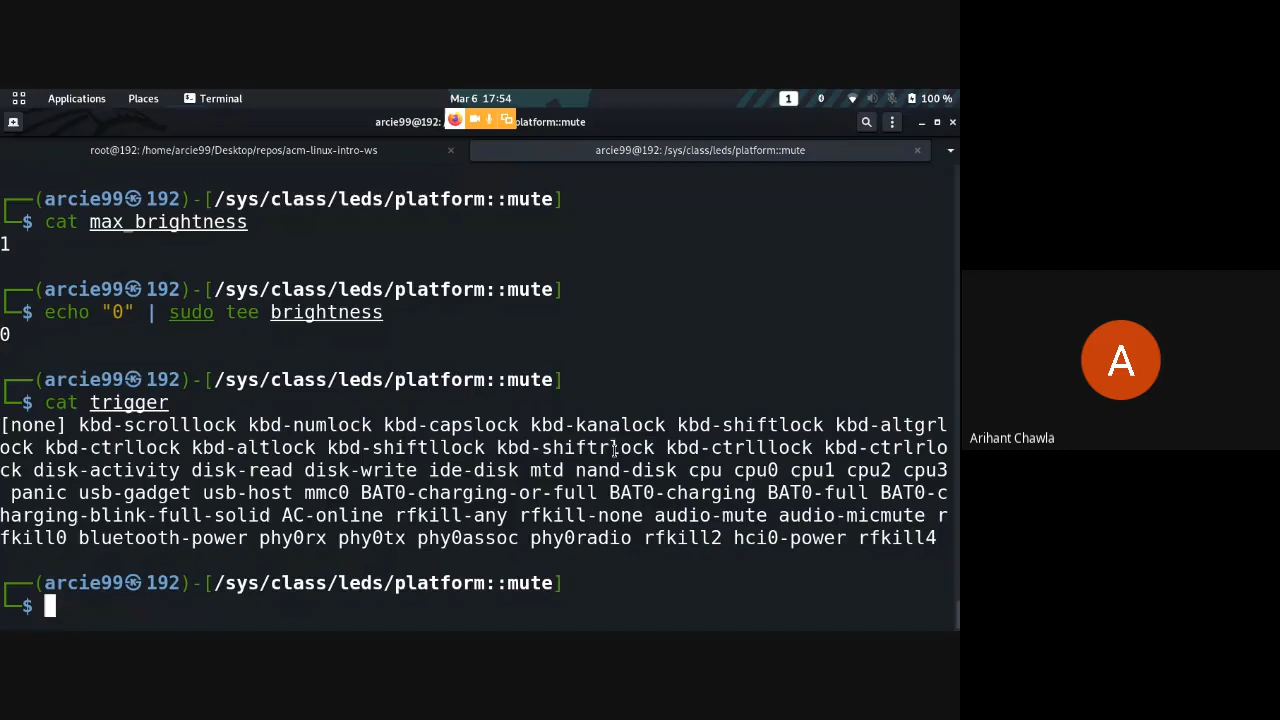 Applications Places Terminal Mar 6 17:54 1 100 %
arcie99@192: platform::mute
root@192: /home/arcie99/Desktop/repos/acm-linux-intro-ws
arcie99@192: /sys/class/leds/platform::mute
┌──(arcie99㉿192)-[/sys/class/leds/platform::mute]
└─$ cat max_brightness
1
┌──(arcie99㉿192)-[/sys/class/leds/platform::mute]
└─$ echo "0" | sudo tee brightness
0
┌──(arcie99㉿192)-[/sys/class/leds/platform::mute]
└─$ cat trigger
[none] kbd-scrolllock kbd-numlock kbd-capslock kbd-kanalock kbd-shiftlock kbd-altgrl
ock kbd-ctrllock kbd-altlock kbd-shiftllock kbd-shiftrlock kbd-ctrlllock kbd-ctrlrlo
ck disk-activity disk-read disk-write ide-disk mtd nand-disk cpu cpu0 cpu1 cpu2 cpu3
panic usb-gadget usb-host mmc0 BAT0-charging-or-full BAT0-charging BAT0-full BAT0-c
harging-blink-full-solid AC-online rfkill-any rfkill-none audio-mute audio-micmute r
fkill0 bluetooth-power phy0rx phy0tx phy0assoc phy0radio rfkill2 hci0-power rfkill4
┌──(arcie99㉿192)-[/sys/class/leds/platform::mute]
└─$
A
Arihant Chawla